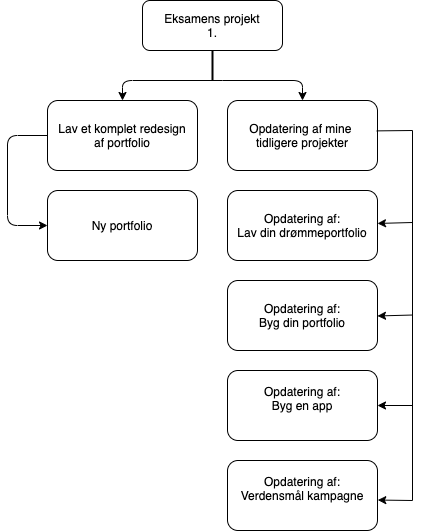 Eksamens projekt
1.
Lav et komplet redesign
af portfolio
Opdatering af mine
tidligere projekter
Ny portfolio
Opdatering af:
Lav din drømmeportfolio
Opdatering af:
Byg din portfolio
Opdatering af:
Byg en app
Opdatering af:
Verdensmål kampagne